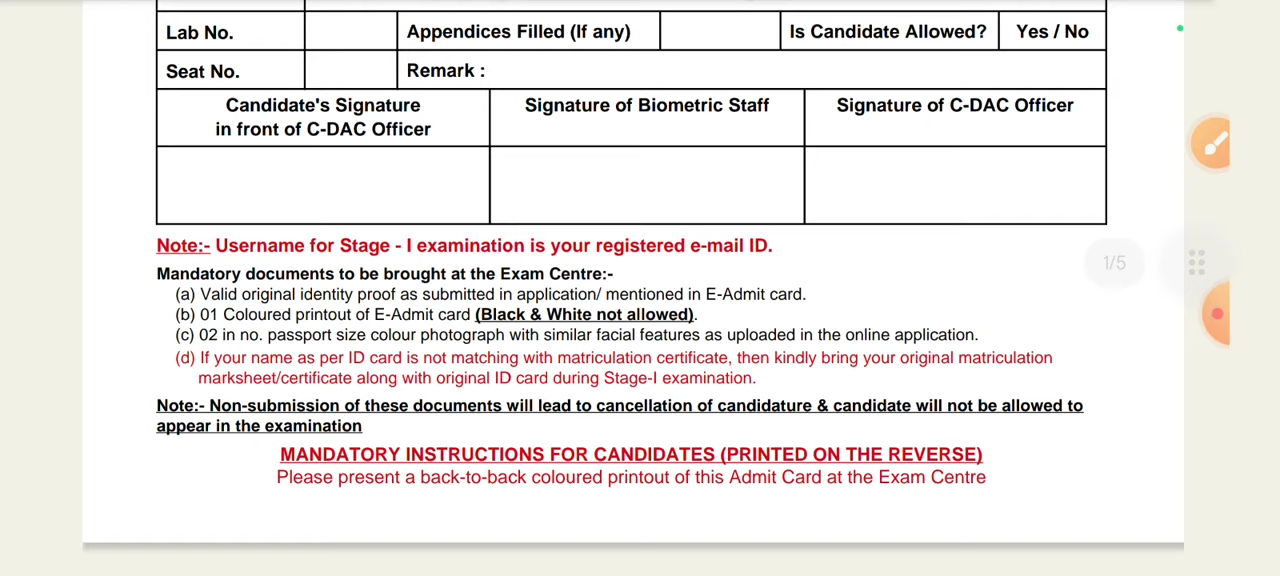 Lab No. Appendices Filled (If any) Is Candidate Allowed? Yes / No
Seat No. Remark :
Candidate's Signature Signature of Biometric Staff Signature of C-DAC Officer
in front of C-DAC Officer
Note:- Username for Stage - I examination is your registered e-mail ID.
1/5
Mandatory documents to be brought at the Exam Centre:-
(a) Valid original identity proof as submitted in application/ mentioned in E-Admit card.
(b) 01 Coloured printout of E-Admit card (Black & White not allowed).
(c) 02 in no. passport size colour photograph with similar facial features as uploaded in the online application.
(d) If your name as per ID card is not matching with matriculation certificate, then kindly bring your original matriculation
marksheet/certificate along with original ID card during Stage-I examination.
Note:- Non-submission of these documents will lead to cancellation of candidature & candidate will not be allowed to
appear in the examination
MANDATORY INSTRUCTIONS FOR CANDIDATES (PRINTED ON THE REVERSE)
Please present a back-to-back coloured printout of this Admit Card at the Exam Centre